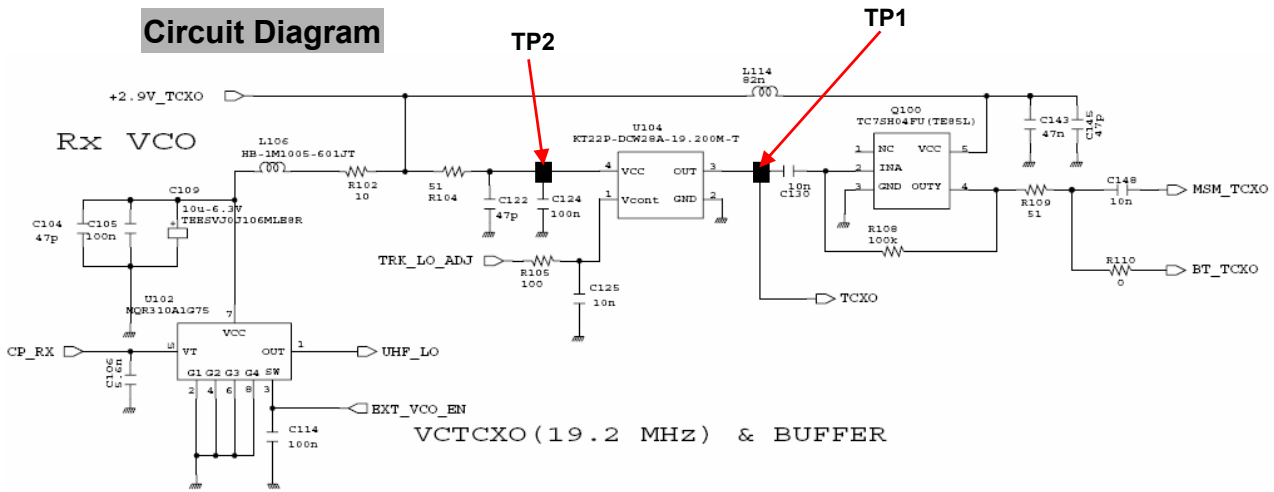 Circuit Diagram
TP2
TP1
L114
82n
+2.9V_TCXO
Rx VCO
L106
HB-1M1005-601JT
R102
10
51
R104
C122
47p
C124
100n
U104
KT22P-DCW28A-19.200M-T
4
VCC
OUT
3
1
Vcont
GND
2
10n
C130
Q100
TC7SH04FU(TE85L)
1
NC
VCC
5
2
INA
3
GND
OUTY
4
C143
47n
C145
47p
R109
51
C148
10n
MSM_TCXO
R108
100k
R110
0
BT_TCXO
TCXO
TRK_LO_ADJ
R105
100
C125
10n
C109
10u-6.3V
+
TEESVJ0J106MLE8R
C104
47p
C105
100n
U102
MQR310A1G75
7
VCC
CP_RX
5
VT
OUT
1
UHF_LO
C106
5.6n
G1
G2
G3
G4
SW
2
4
6
8
3
EXT_VCO_EN
C114
100n
VCTCXO(19.2 MHz) & BUFFER